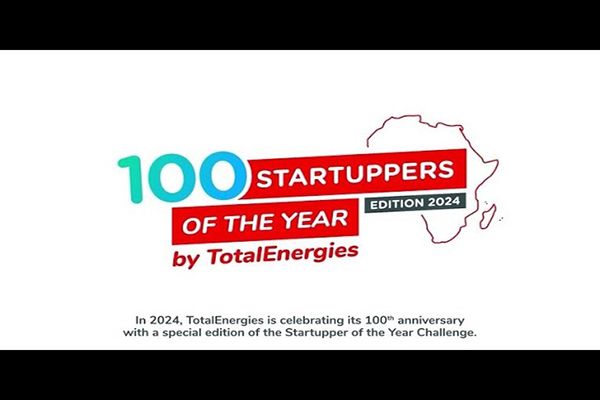 100 STARTUPPERS
OF THE YEAR
EDITION 2024
by TotalEnergies
In 2024, TotalEnergies is celebrating its 100th anniversary
with a special edition of the Startupper of the Year Challenge.